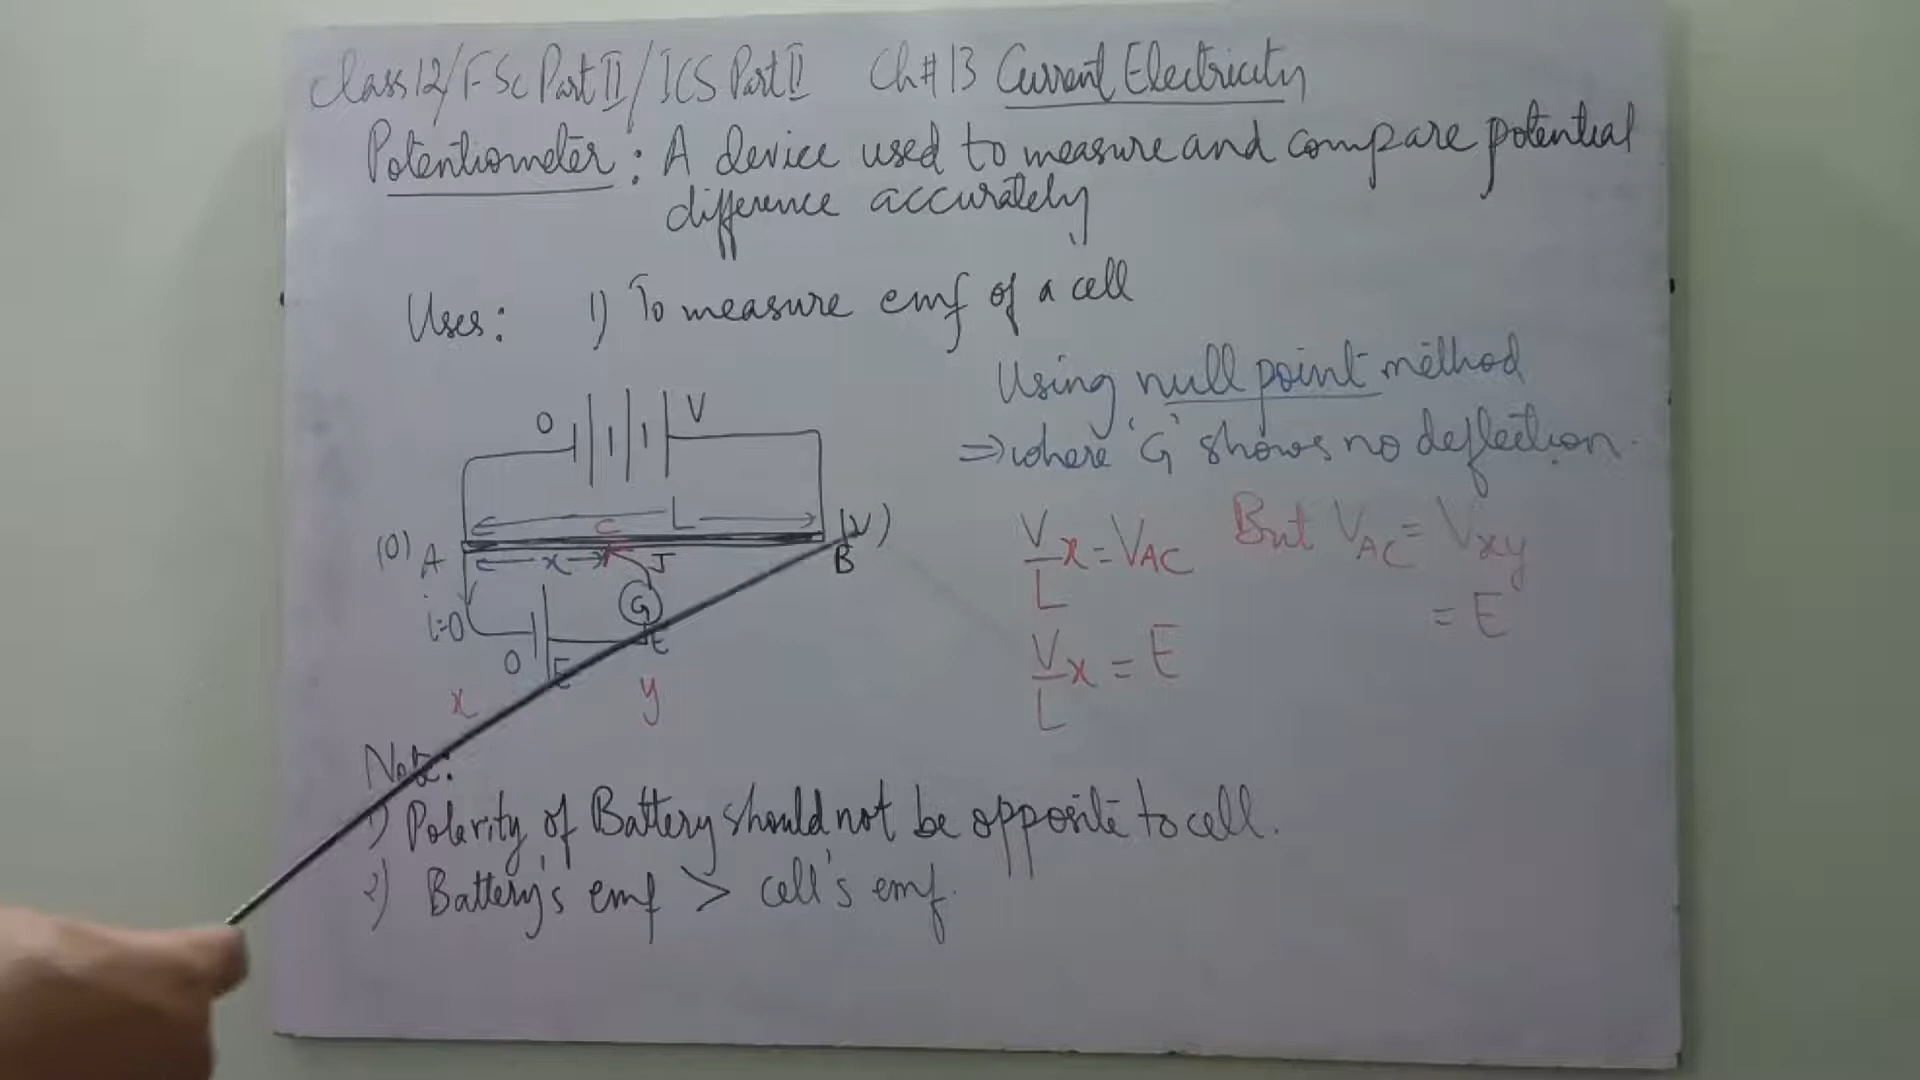 Class 12/F Sc Part II/ICS Part II Ch# 13 Current Electricity
Potentiometer: A device used to measure and compare potential
difference accurately
Uses: 1) To measure emf of a cell
Using null point method
⇒ where 'G' shows no deflection.
0 V
L
C
(0) A x J (V)
B
G
i=0
0 E E
x y
V/L x = VAC But VAC = Vxy
= E
V/L x = E
Note:
1) Polarity of Battery should not be opposite to cell.
2) Battery's emf > cell's emf.